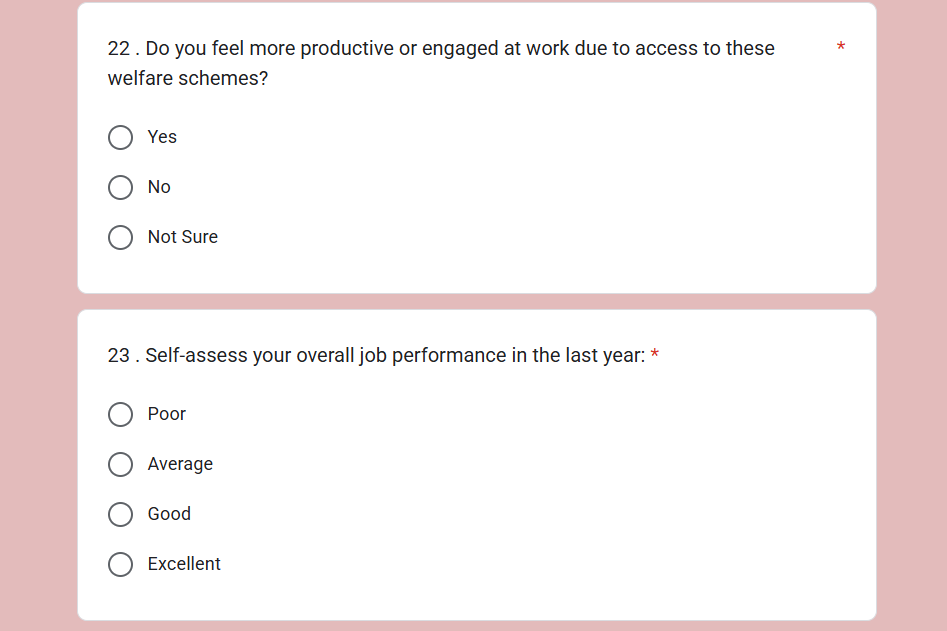 22 . Do you feel more productive or engaged at work due to access to these *
welfare schemes?
Yes
No
Not Sure
23 . Self-assess your overall job performance in the last year: *
Poor
Average
Good
Excellent